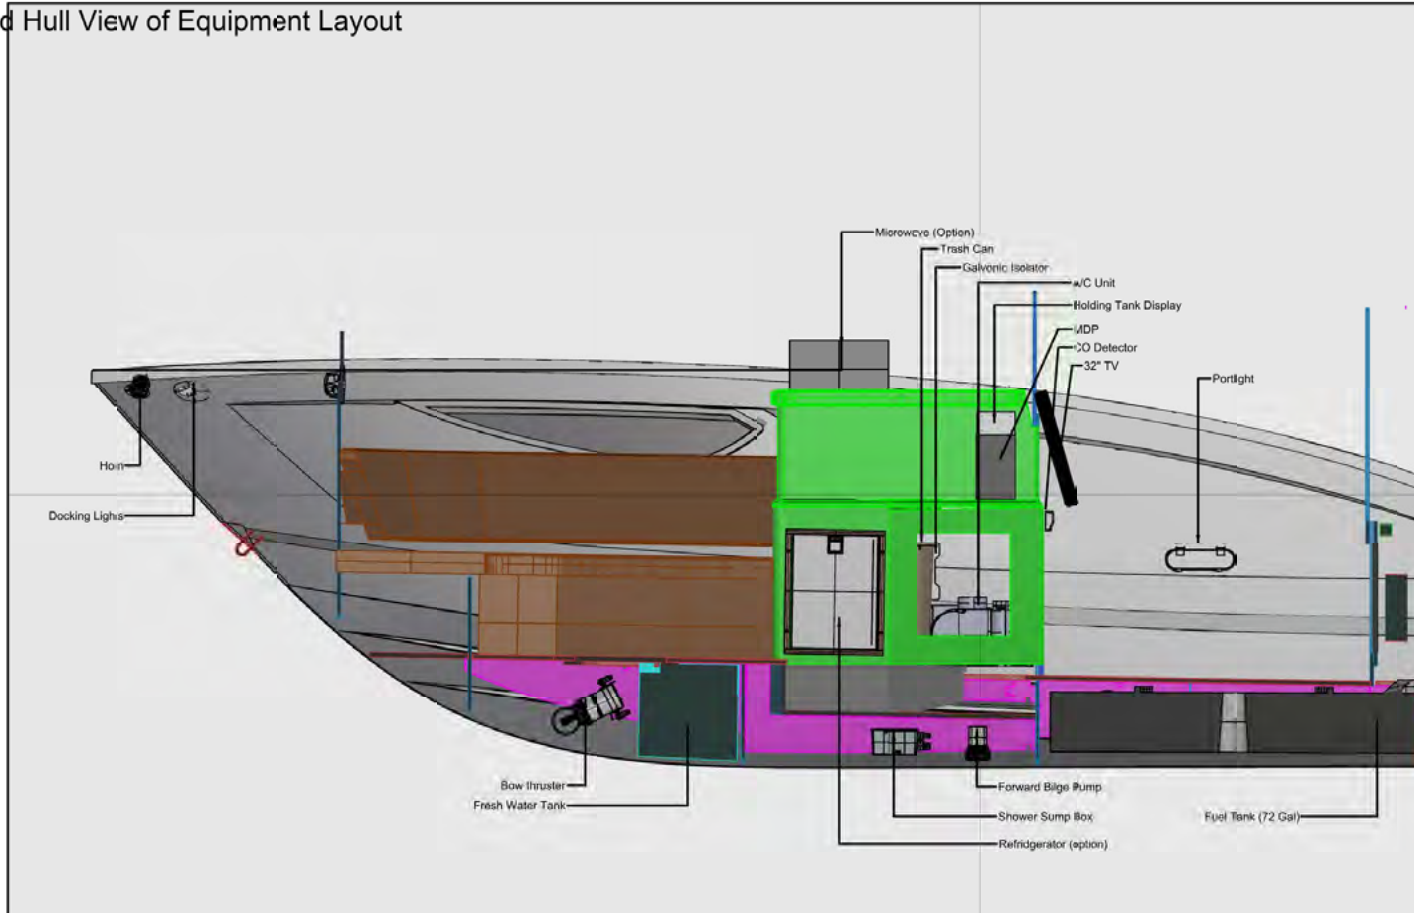 d Hull View of Equipment Layout
Microwave (Option)
Trash Can
Galvonic Isolator
A/C Unit
Holding Tank Display
MDP
CO Detector
32" TV
Portlight
Horn
Docking Lights
Bow thruster
Fresh Water Tank
Forward Bilge Pump
Shower Sump Box
Fuel Tank (72 Gal)
Refridgerator (option)